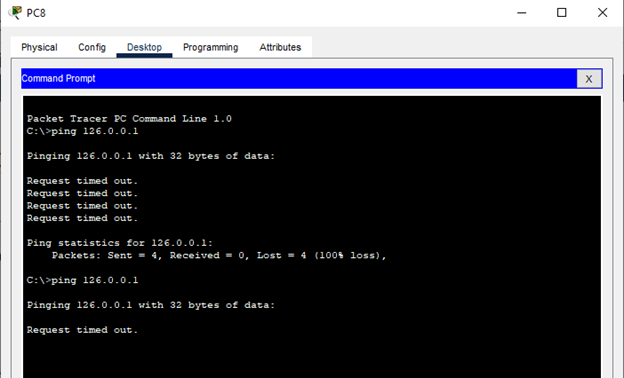 PC8
Physical Config Desktop Programming Attributes
Command Prompt X
Packet Tracer PC Command Line 1.0
C:\>ping 126.0.0.1
Pinging 126.0.0.1 with 32 bytes of data:
Request timed out.
Request timed out.
Request timed out.
Request timed out.
Ping statistics for 126.0.0.1:
Packets: Sent = 4, Received = 0, Lost = 4 (100% loss),
C:\>ping 126.0.0.1
Pinging 126.0.0.1 with 32 bytes of data:
Request timed out.